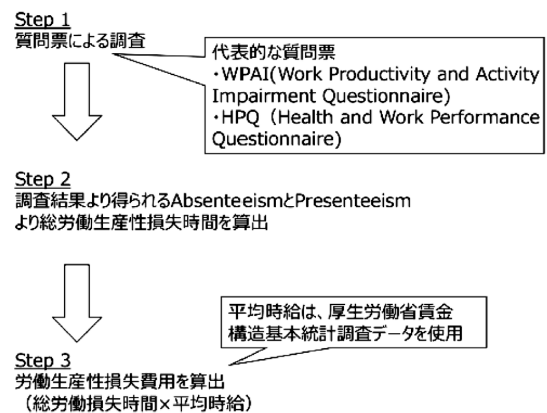 Step 1
質問票による調査
代表的な質問票
・WPAI(Work Productivity and Activity
Impairment Questionnaire)
・HPQ（Health and Work Performance
Questionnaire)
Step 2
調査結果より得られるAbsenteeismとPresenteeism
より総労働生産性損失時間を算出
平均時給は、厚生労働省賃金
構造基本統計調査データを使用
Step 3
労働生産性損失費用を算出
（総労働損失時間×平均時給）